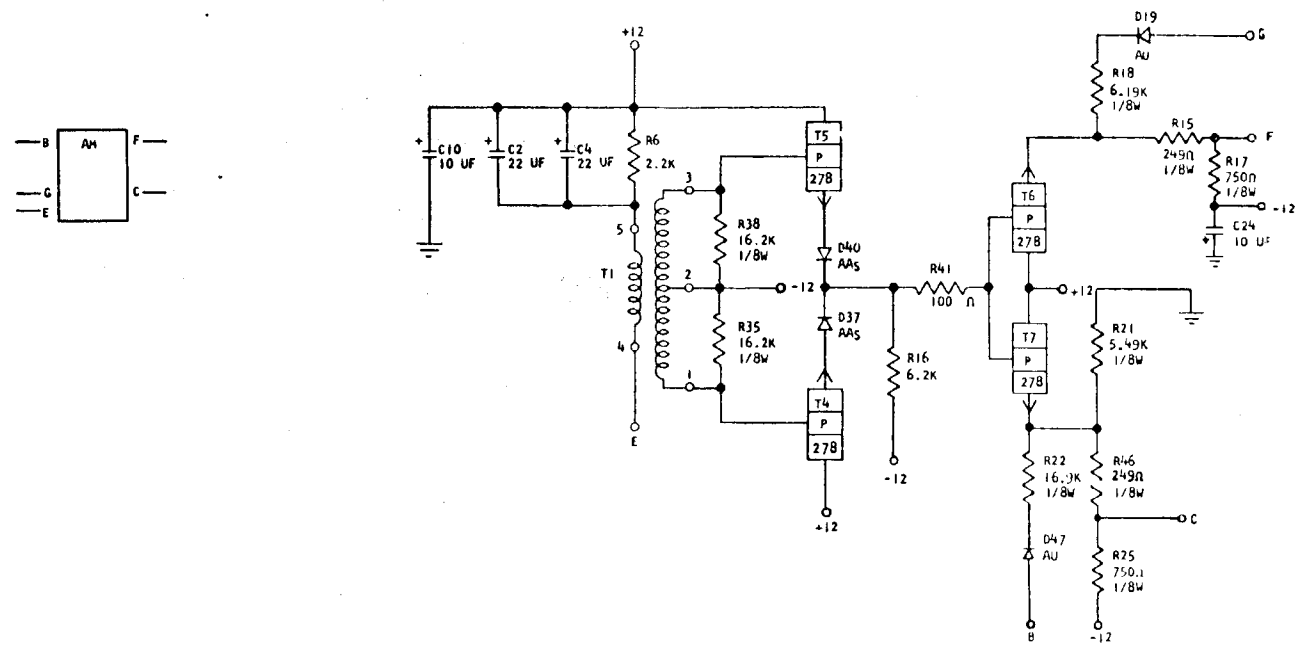 B
AM
F
G
E
C
+12
+
C10
10 UF
+
C2
22 UF
+
C4
22 UF
R6
2.2K
5
T1
4
E
3
2
1
R38
16.2K
1/8W
R35
16.2K
1/8W
-12
T5
P
278
D40
AAS
D37
AAS
T4
P
278
+12
R16
6.2K
-12
R41
100 Ω
T6
P
278
+12
T7
P
278
D19
AU
G
R18
6.19K
1/8W
R15
249Ω
1/8W
F
R17
750Ω
1/8W
-12
C24
+
10 UF
R21
5.49K
1/8W
R22
16.9K
1/8W
D47
AU
B
R46
249Ω
1/8W
C
R25
750Ω
1/8W
-12